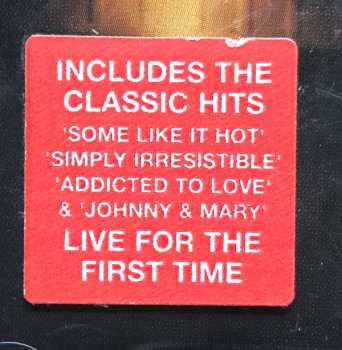 INCLUDES THE
CLASSIC HITS
'SOME LIKE IT HOT'
'SIMPLY IRRESISTIBLE'
'ADDICTED TO LOVE'
& 'JOHNNY & MARY'
LIVE FOR THE
FIRST TIME